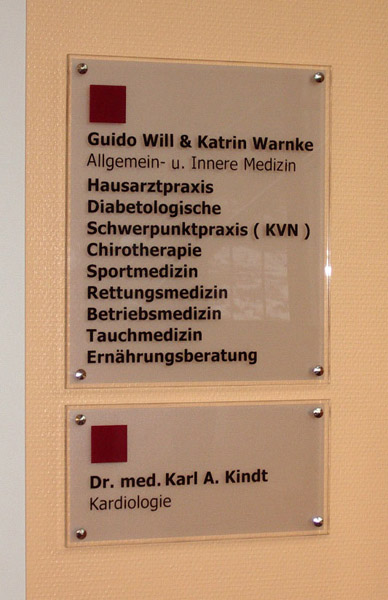 Guido Will & Katrin Warnke
Allgemein- u. Innere Medizin
Hausarztpraxis
Diabetologische
Schwerpunktpraxis ( KVN )
Chirotherapie
Sportmedizin
Rettungsmedizin
Betriebsmedizin
Tauchmedizin
Ernährungsberatung
Dr. med. Karl A. Kindt
Kardiologie